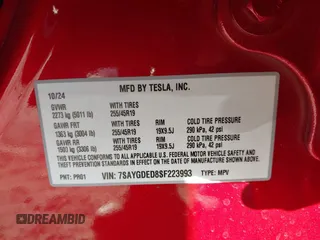 MFD BY TESLA, INC.
10/24
GVWR WITH TIRES
2273 kg (5011 lb) 255/45R19
GAWR FRT WITH TIRES RIM COLD TIRE PRESSURE
1363 kg (3004 lb) 255/45R19 19X9.5J 290 kPa, 42 psi
GAWR RR WITH TIRES RIM COLD TIRE PRESSURE
1507 kg (3306 lb) 255/45R19 19X9.5J 290 kPa, 42 psi
THIS VEHICLE CONFORMS TO ALL APPLICABLE U.S. FEDERAL MOTOR VEHICLE
SAFETY, BUMPER AND THEFT PREVENTION STANDARDS IN EFFECT ON THE DATE
OF MANUFACTURE SHOWN ABOVE.
PNT: PR01 VIN: 7SAYGDED8SF223993 TYPE: MPV
DREAMBID